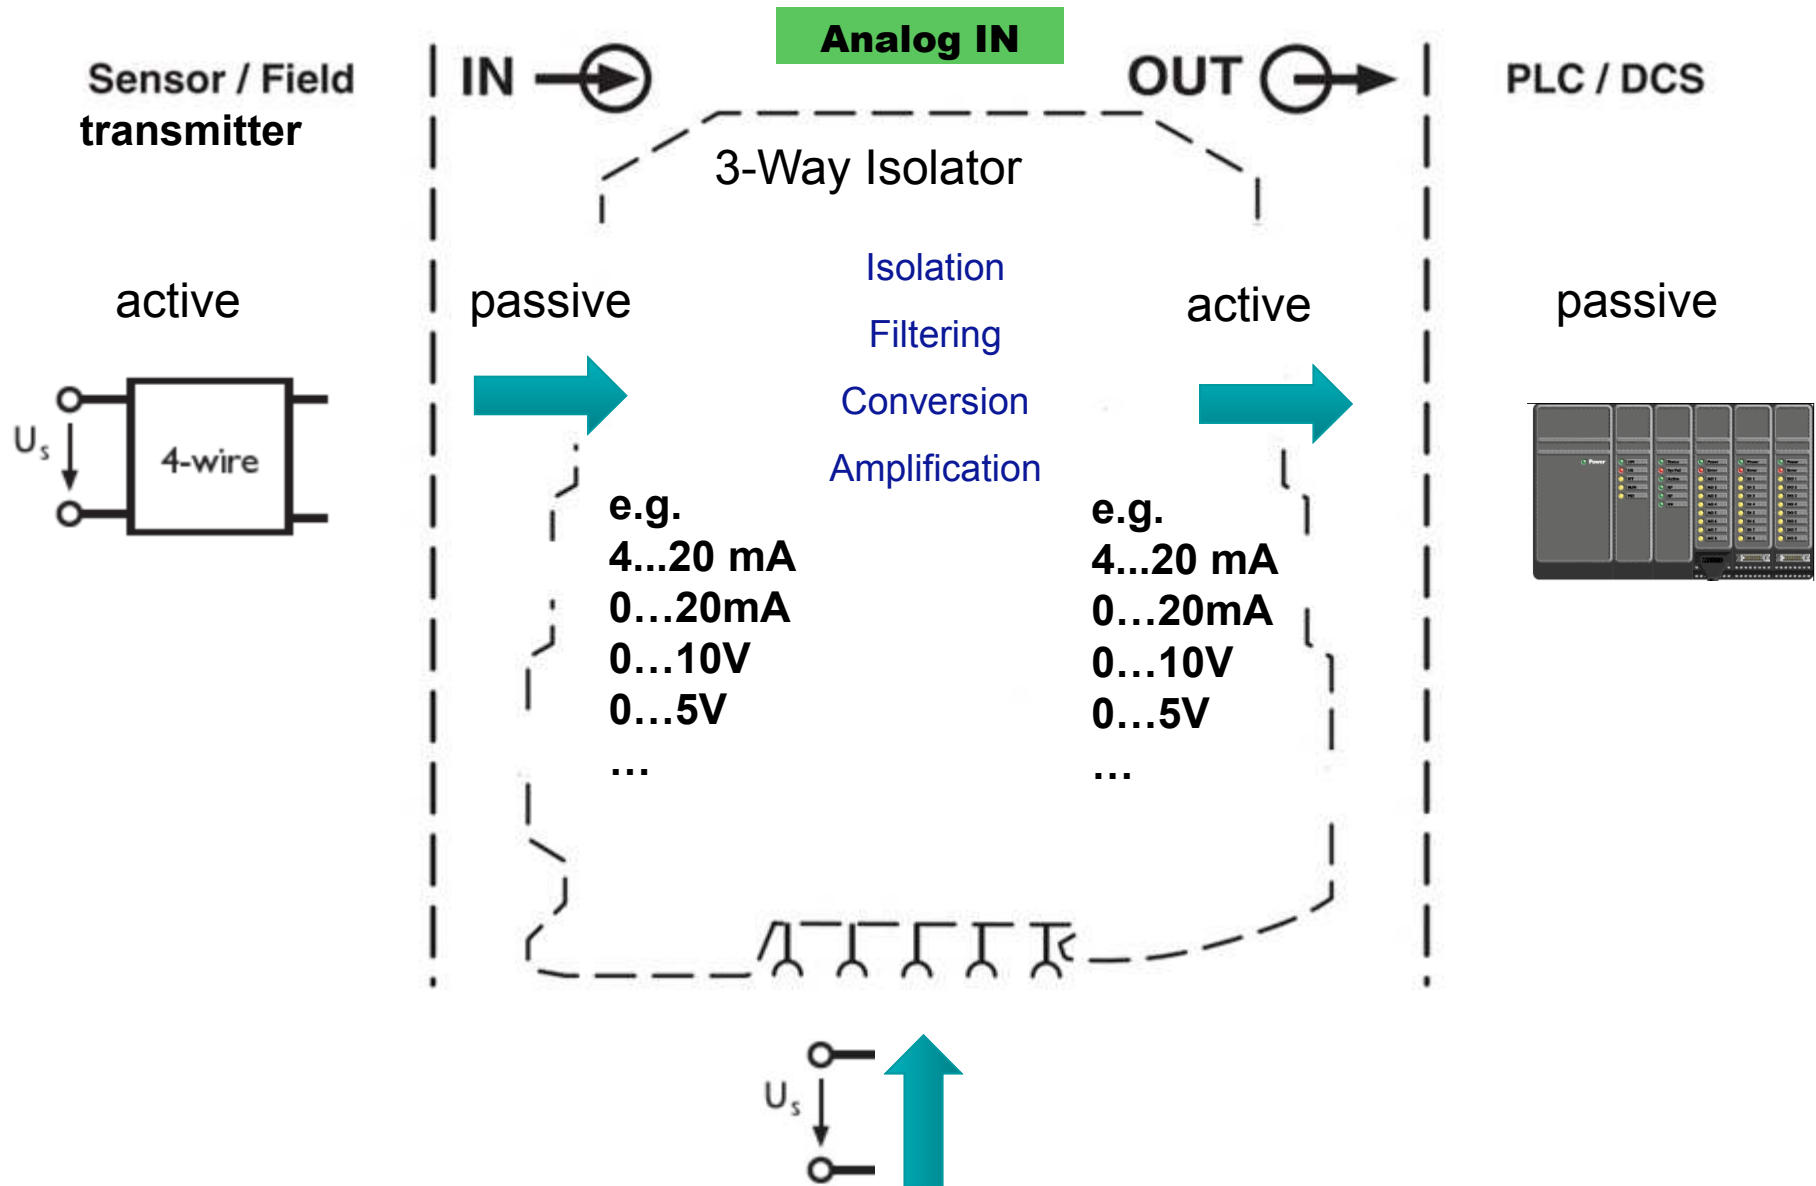 Analog IN
Sensor / Field
transmitter
IN
OUT
PLC / DCS
3-Way Isolator
active
passive
Isolation
Filtering
Conversion
Amplification
active
passive
Us
4-wire
e.g.
4...20 mA
0…20mA
0…10V
0…5V
…
e.g.
4...20 mA
0…20mA
0…10V
0…5V
…
Power
Us